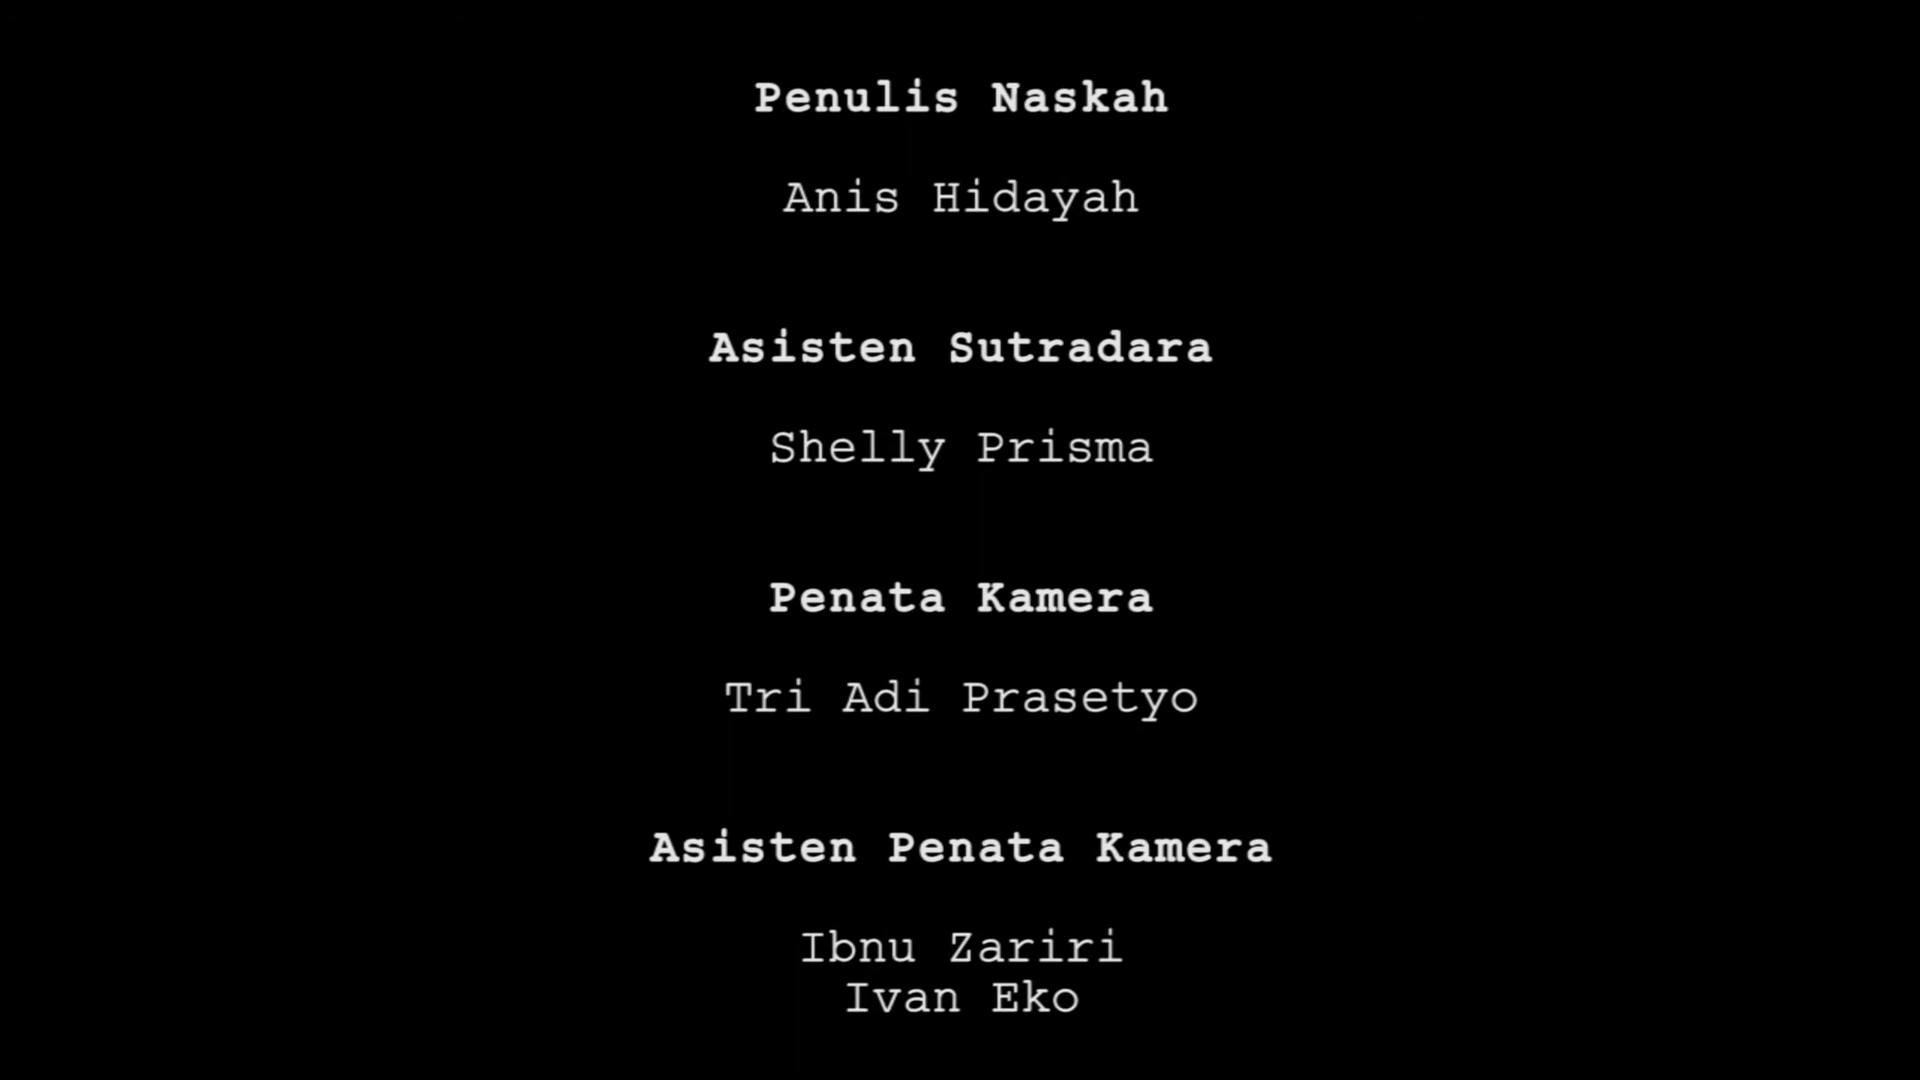 Penulis Naskah
Anis Hidayah
Asisten Sutradara
Shelly Prisma
Penata Kamera
Tri Adi Prasetyo
Asisten Penata Kamera
Ibnu Zariri
Ivan Eko